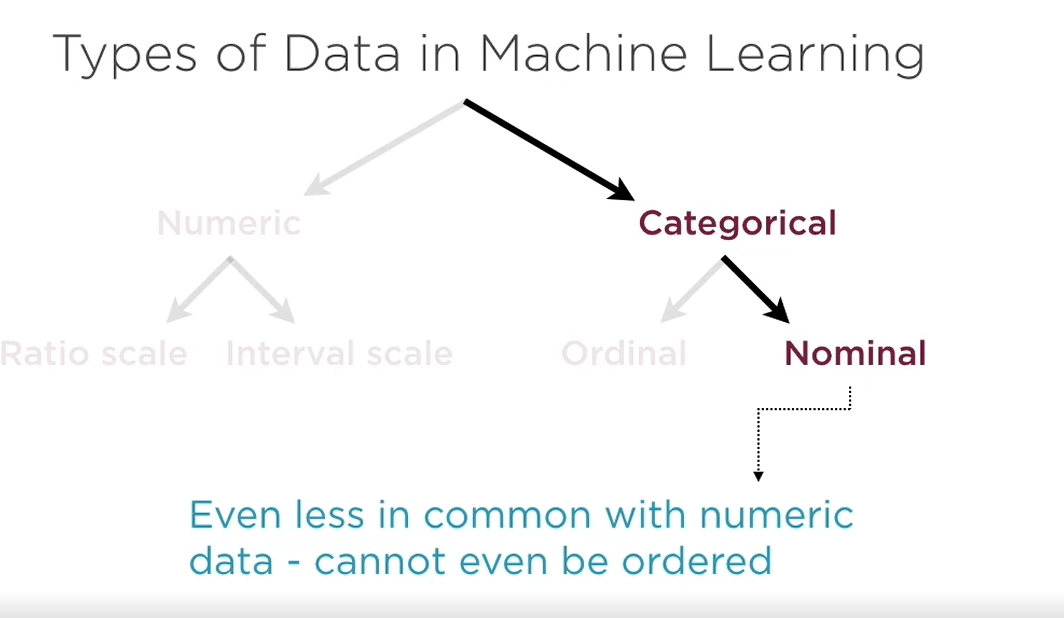 Types of Data in Machine Learning
Numeric
Categorical
Ratio scale
Interval scale
Ordinal
Nominal
Even less in common with numeric
data - cannot even be ordered